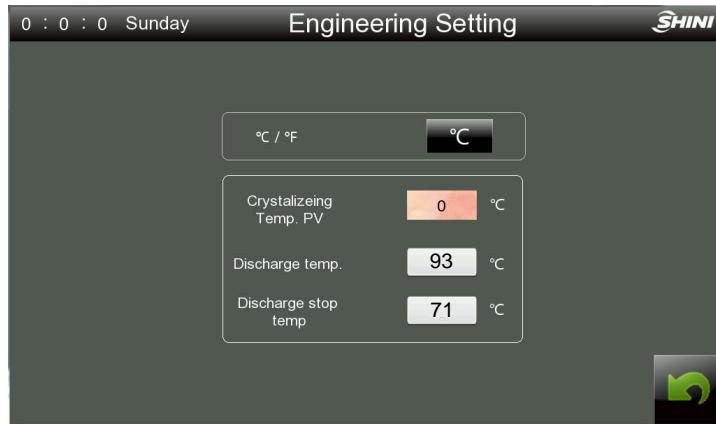 0 : 0 : 0 Sunday Engineering Setting SHINI
℃ / ℉ ℃
Crystalizeing
Temp. PV 0 ℃
Discharge temp. 93 ℃
Discharge stop
temp 71 ℃